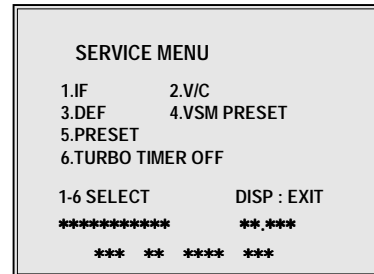 SERVICE MENU
1.IF 2.V/C
3.DEF 4.VSM PRESET
5.PRESET
6.TURBO TIMER OFF
1-6 SELECT DISP : EXIT
*********** **.***
*** ** **** ***